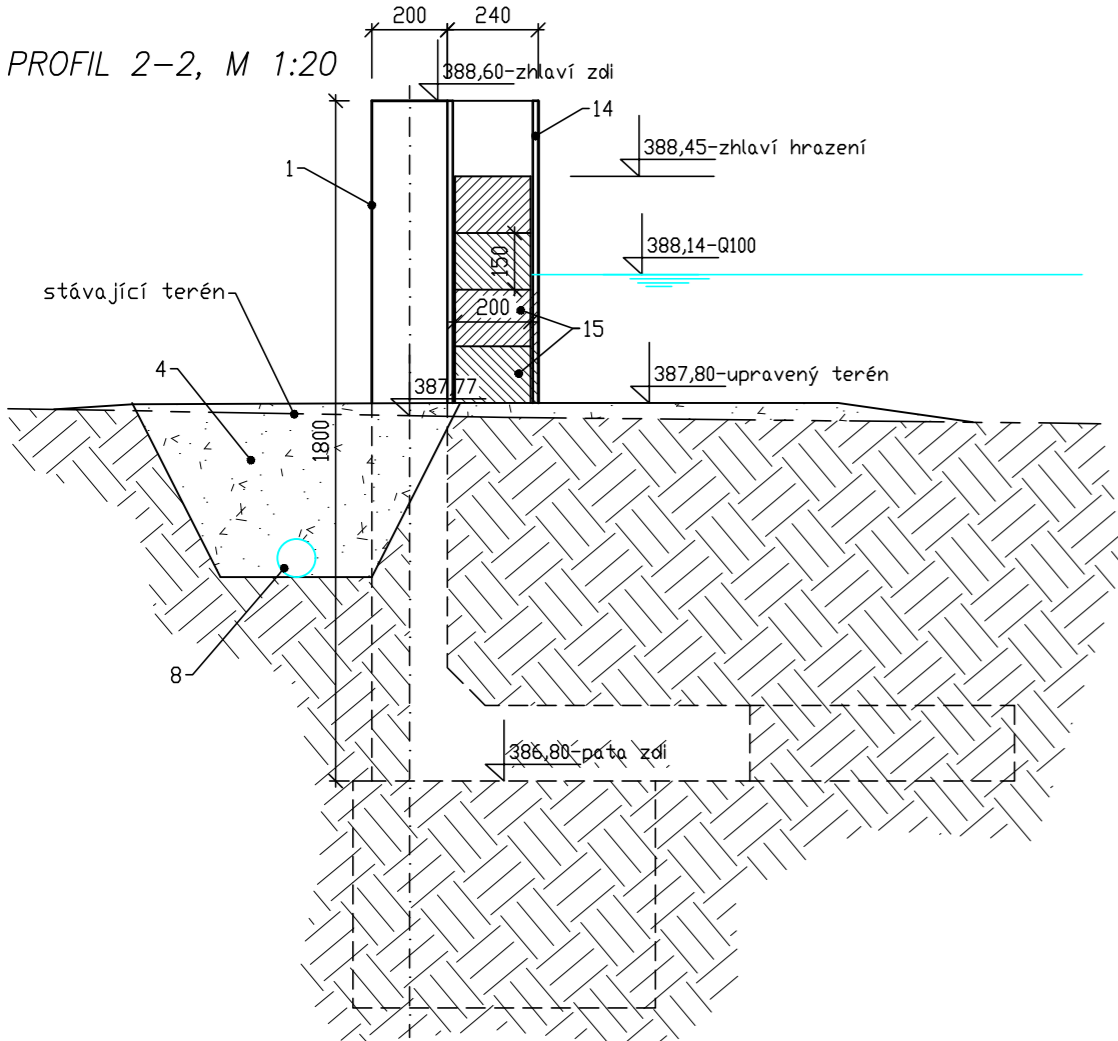 200
240
PROFIL 2-2, M 1:20
388,60-zhlaví zdi
14
388,45-zhlaví hrazení
1
388,14-Q100
150
stávající terén
200
15
4
387,77
387,80-upravený terén
1800
8
386,80-pata zdi